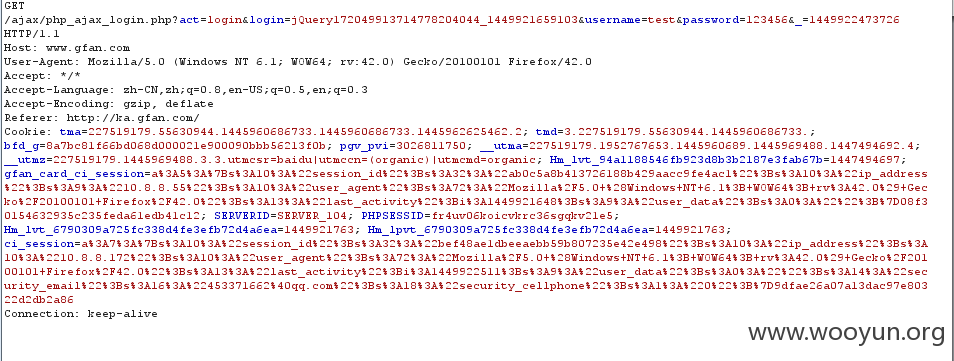 GET
/ajax/php_ajax_login.php?act=login&login=jQuery172049913714778204044_1449921659103&username=test&password=123456&_=1449922473726
HTTP/1.1
Host: www.gfan.com
User-Agent: Mozilla/5.0 (Windows NT 6.1; WOW64; rv:42.0) Gecko/20100101 Firefox/42.0
Accept: */*
Accept-Language: zh-CN,zh;q=0.8,en-US;q=0.5,en;q=0.3
Accept-Encoding: gzip, deflate
Referer: http://ka.gfan.com/
Cookie: tma=227519179.55630944.1445960686733.1445960686733.1445962625462.2; tmd=3.227519179.55630944.1445960686733.;
bfd_g=8a7bc81f66bd068d000021e900090bbb56213f0b; pgv_pvi=3026811750; __utma=227519179.1952767653.1445960689.1445969488.1447494692.4;
__utmz=227519179.1445969488.3.3.utmcsr=baidu|utmccn=(organic)|utmcmd=organic; Hm_lvt_94a1188546fb923d8b3b2187e3fab67b=1447494697;
gfan_card_ci_session=a%3A5%3A%7Bs%3A10%3A%22session_id%22%3Bs%3A32%3A%22ab0c5a8b413726188b429aacc9fe4ac1%22%3Bs%3A10%3A%22ip_address
%22%3Bs%3A9%3A%2210.8.8.55%22%3Bs%3A10%3A%22user_agent%22%3Bs%3A72%3A%22Mozilla%2F5.0+%28Windows+NT+6.1%3B+WOW64%3B+rv%3A42.0%29+Gec
ko%2F20100101+Firefox%2F42.0%22%3Bs%3A13%3A%22last_activity%22%3Bi%3A1449921648%3Bs%3A9%3A%22user_data%22%3Bs%3A0%3A%22%22%3B%7D08f3
0154632935c235feda61edb41c12; SERVERID=SERVER_104; PHPSESSID=fr4uv06koicvkrc36sgqkv21e5;
Hm_lvt_6790309a725fc338d4fe3efb72d4a6ea=1449921763; Hm_lpvt_6790309a725fc338d4fe3efb72d4a6ea=1449921763;
ci_session=a%3A7%3A%7Bs%3A10%3A%22session_id%22%3Bs%3A32%3A%22bef48ae1dbeeaebb59b807235e42e498%22%3Bs%3A10%3A%22ip_address%22%3Bs%3A
10%3A%2210.8.8.172%22%3Bs%3A10%3A%22user_agent%22%3Bs%3A72%3A%22Mozilla%2F5.0+%28Windows+NT+6.1%3B+WOW64%3B+rv%3A42.0%29+Gecko%2F201
00101+Firefox%2F42.0%22%3Bs%3A13%3A%22last_activity%22%3Bi%3A1449922511%3Bs%3A9%3A%22user_data%22%3Bs%3A0%3A%22%22%3Bs%3A14%3A%22sec
urity_email%22%3Bs%3A16%3A%22453371662%40qq.com%22%3Bs%3A18%3A%22security_cellphone%22%3Bs%3A1%3A%220%22%3B%7D9dfae26a07a13dac97e803
22d2db2a86
Connection: keep-alive
www.wooyun.org